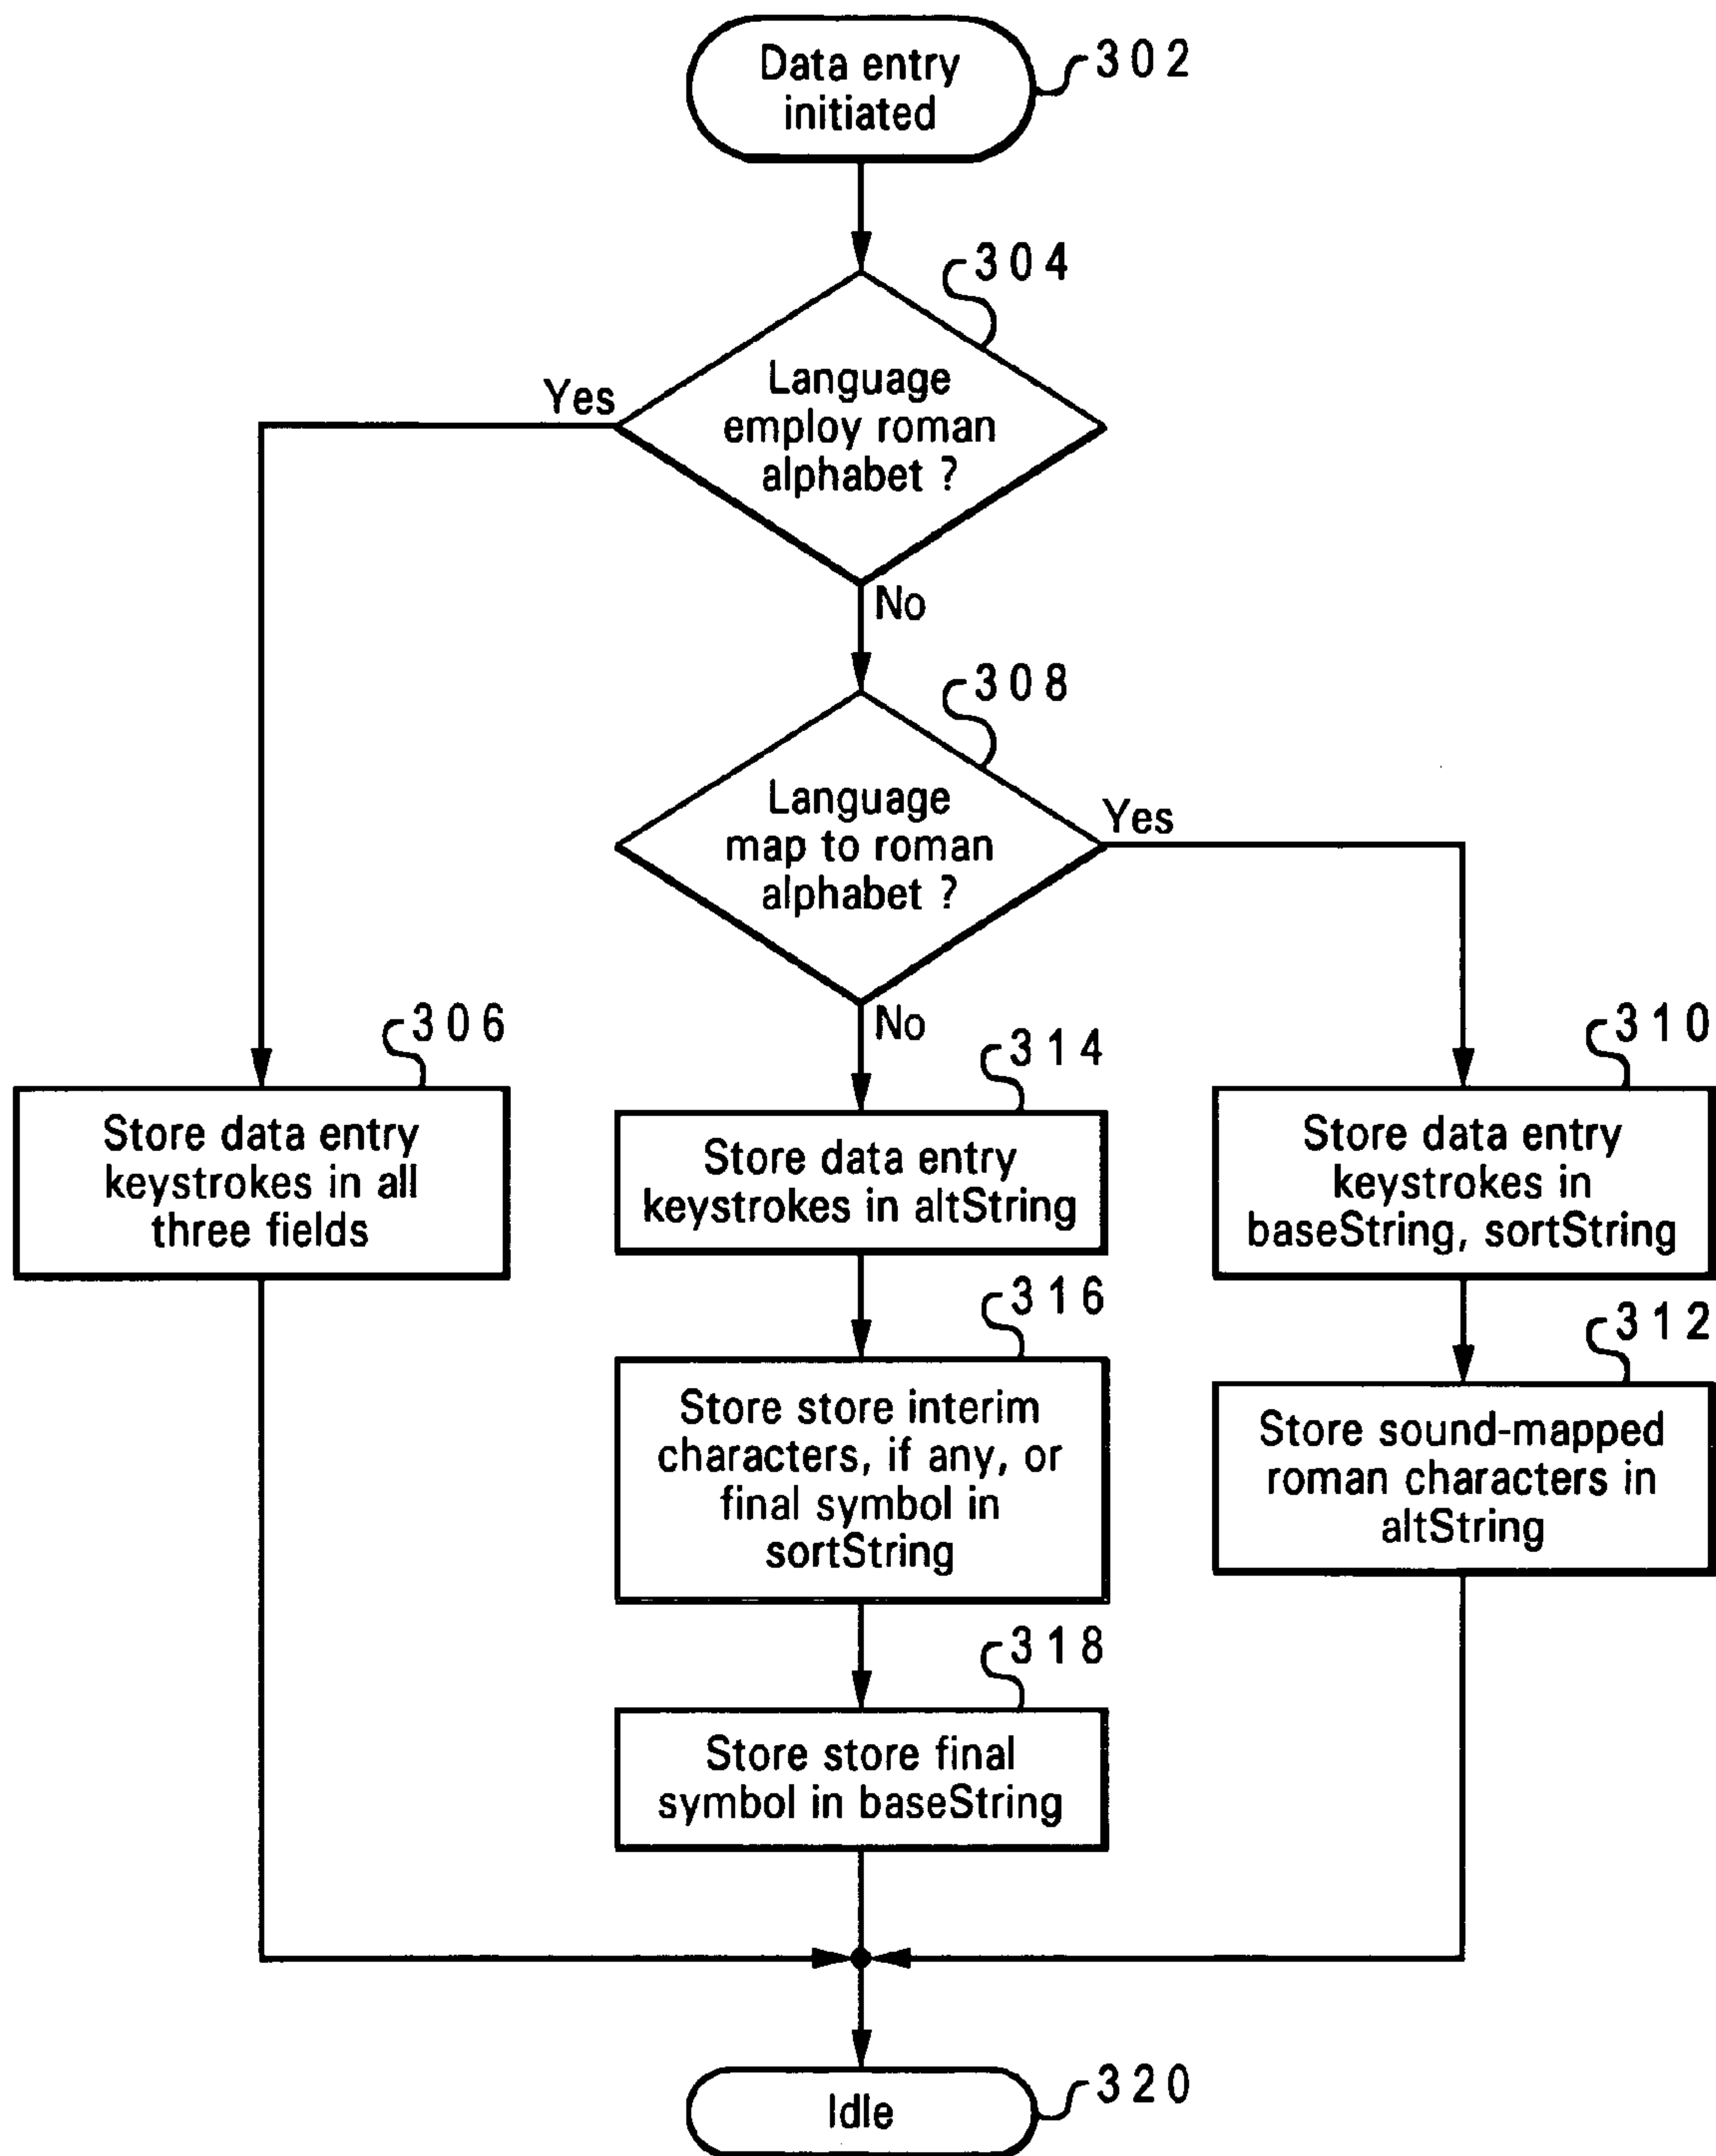 Data entry
initiated
302
304
Language
employ roman
alphabet ?
Yes
No
308
Language
map to roman
alphabet ?
Yes
No
306
Store data entry
keystrokes in all
three fields
314
Store data entry
keystrokes in altString
310
Store data entry
keystrokes in
baseString, sortString
316
Store store interim
characters, if any, or
final symbol in
sortString
312
Store sound-mapped
roman characters in
altString
318
Store store final
symbol in baseString
Idle
320